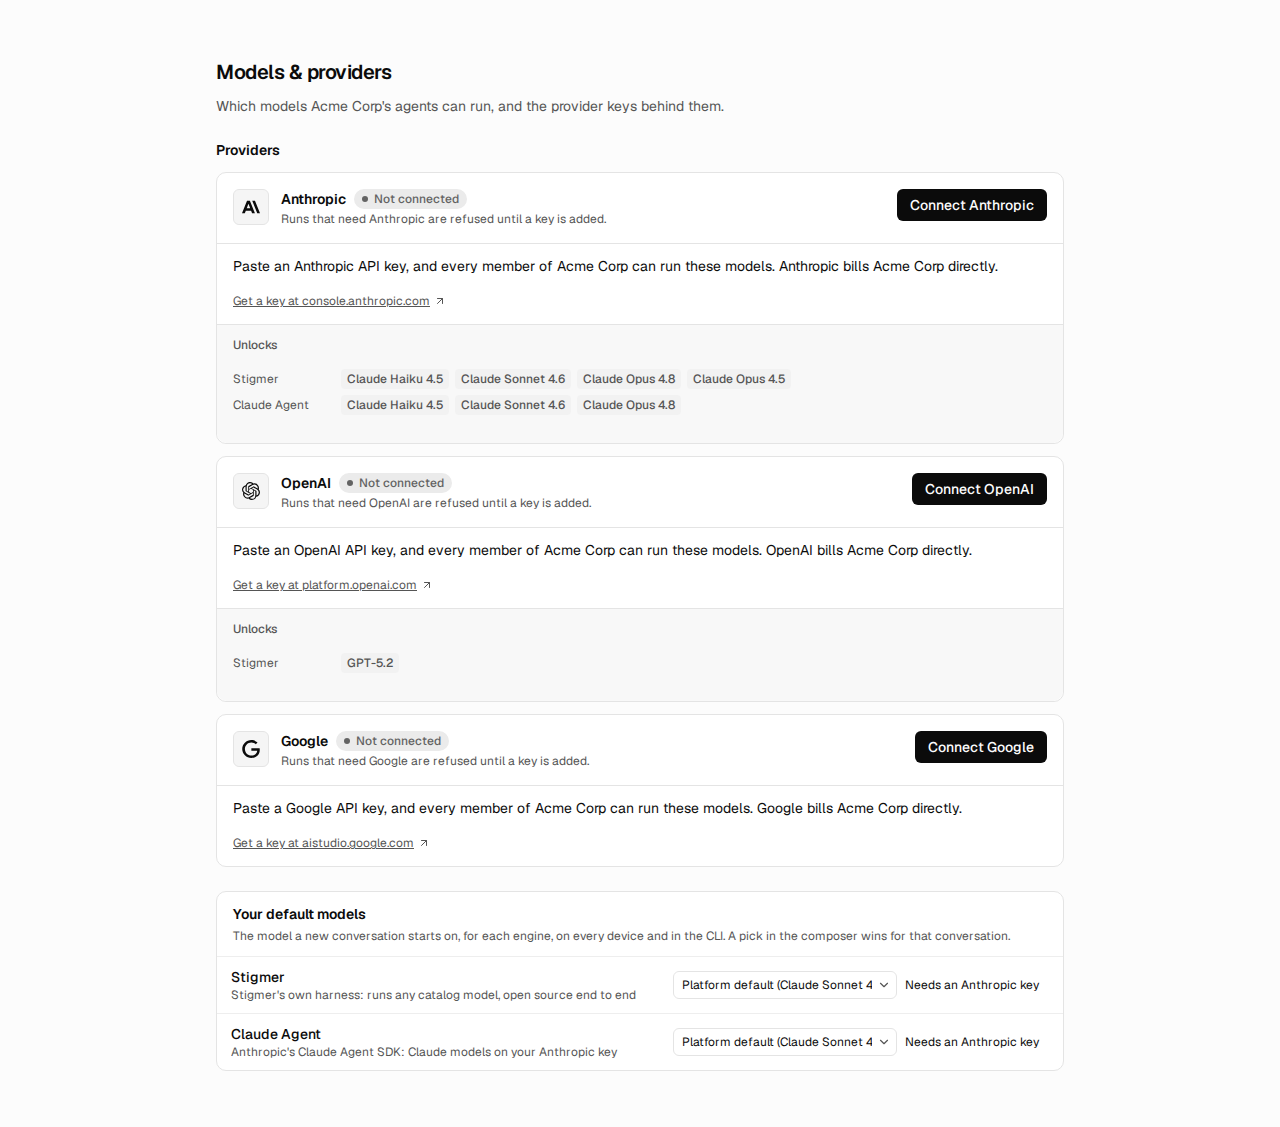 Models & providers
Which models Acme Corp's agents can run, and the provider keys behind them.
Providers
Anthropic
Not connected
Runs that need Anthropic are refused until a key is added.
Connect Anthropic
Paste an Anthropic API key, and every member of Acme Corp can run these models. Anthropic bills Acme Corp directly.
Get a key at console.anthropic.com
Unlocks
Stigmer Claude Haiku 4.5 Claude Sonnet 4.6 Claude Opus 4.8 Claude Opus 4.5
Claude Agent Claude Haiku 4.5 Claude Sonnet 4.6 Claude Opus 4.8
OpenAI
Not connected
Runs that need OpenAI are refused until a key is added.
Connect OpenAI
Paste an OpenAI API key, and every member of Acme Corp can run these models. OpenAI bills Acme Corp directly.
Get a key at platform.openai.com
Unlocks
Stigmer GPT-5.2
Google
Not connected
Runs that need Google are refused until a key is added.
Connect Google
Paste a Google API key, and every member of Acme Corp can run these models. Google bills Acme Corp directly.
Get a key at aistudio.google.com
Your default models
The model a new conversation starts on, for each engine, on every device and in the CLI. A pick in the composer wins for that conversation.
Stigmer
Stigmer's own harness: runs any catalog model, open source end to end
Platform default (Claude Sonnet 4
Needs an Anthropic key
Claude Agent
Anthropic's Claude Agent SDK: Claude models on your Anthropic key
Platform default (Claude Sonnet 4
Needs an Anthropic key